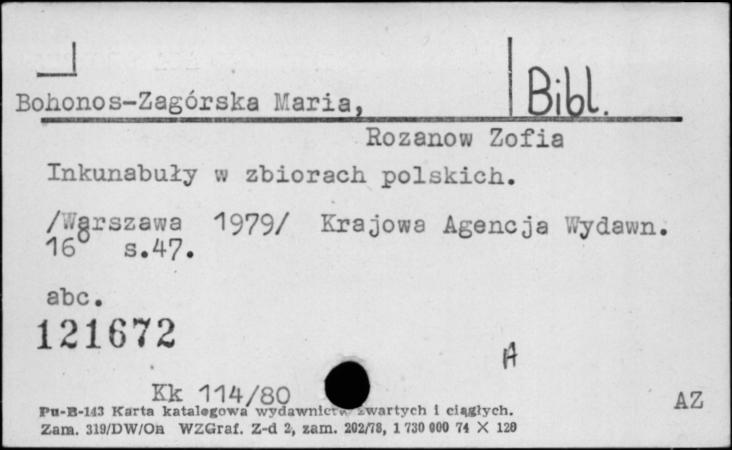 Bibl.
Bohonos-Zagórska Maria,
Rozanow Zofia
Inkunabuły w zbiorach polskich.
/Warszawa 1979/ Krajowa Agencja Wydawn.
16° s.47.
abc.
121672
A
Kk 114/80
AZ
Pu-B-143 Karta katalogowa wydawnictw zwartych i ciągłych.
Zam. 319/DW/Oa WZGraf. Z-d 2, zam. 202/78, 1 730 000 74 X 120